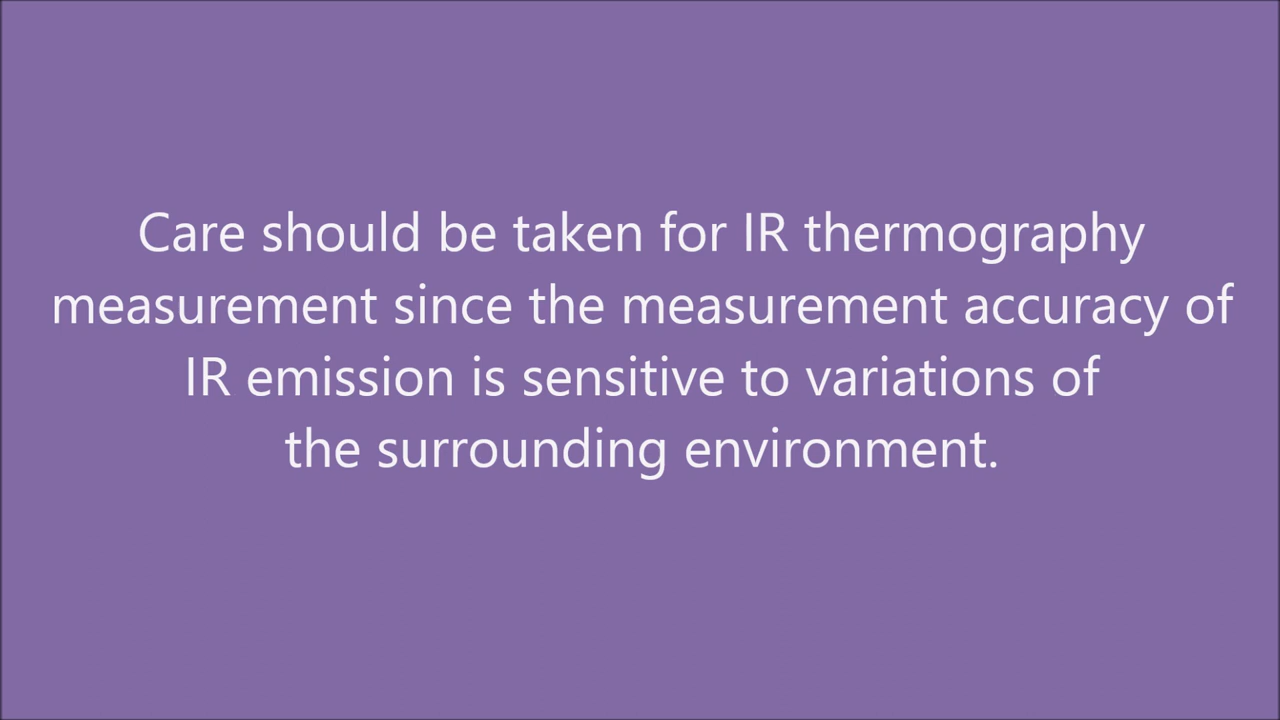 Care should be taken for IR thermography
measurement since the measurement accuracy of
IR emission is sensitive to variations of
the surrounding environment.